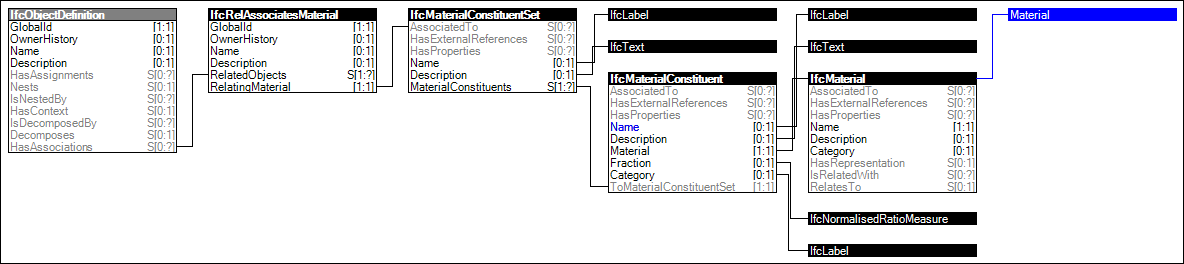 IfcObjectDefinition
GlobalId [1:1]
OwnerHistory [0:1]
Name [0:1]
Description [0:1]
HasAssignments S[0:?]
Nests S[0:1]
IsNestedBy S[0:?]
HasContext S[0:1]
IsDecomposedBy S[0:?]
Decomposes S[0:1]
HasAssociations S[0:?]
IfcRelAssociatesMaterial
GlobalId [1:1]
OwnerHistory [0:1]
Name [0:1]
Description [0:1]
RelatedObjects S[1:?]
RelatingMaterial [1:1]
IfcMaterialConstituentSet
AssociatedTo S[0:?]
HasExternalReferences S[0:?]
HasProperties S[0:?]
Name [0:1]
Description [0:1]
MaterialConstituents S[1:?]
IfcLabel
IfcText
IfcMaterialConstituent
AssociatedTo S[0:?]
HasExternalReferences S[0:?]
HasProperties S[0:?]
Name [0:1]
Description [0:1]
Material [1:1]
Fraction [0:1]
Category [0:1]
ToMaterialConstituentSet [1:1]
IfcLabel
IfcText
IfcMaterial
AssociatedTo S[0:?]
HasExternalReferences S[0:?]
HasProperties S[0:?]
Name [1:1]
Description [0:1]
Category [0:1]
HasRepresentation S[0:1]
IsRelatedWith S[0:?]
RelatesTo S[0:1]
IfcNormalisedRatioMeasure
IfcLabel
Material